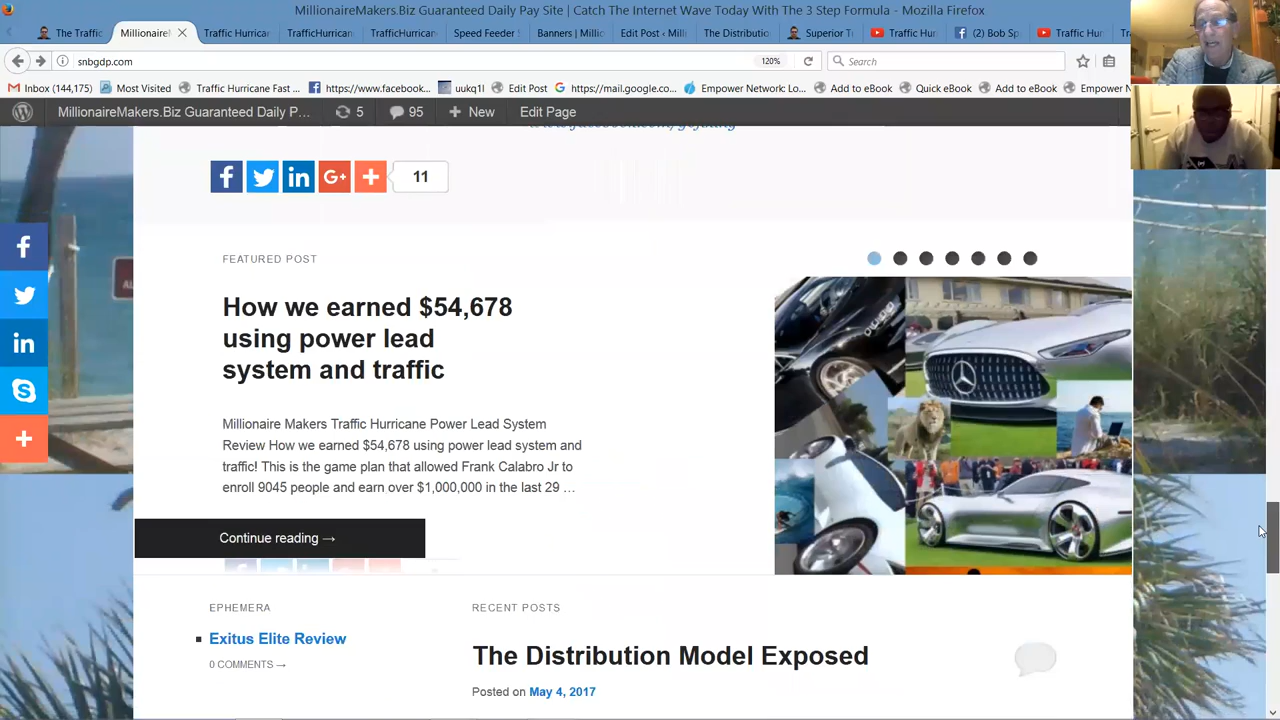 MillionaireMakers.Biz Guaranteed Daily Pay Site | Catch The Internet Wave Today With The 3 Step Formula - Mozilla Firefox
The Traffic
Millionaire
Traffic Hurrica
TrafficHurrican
TrafficHurrican
Speed Feeder
Banners | Millic
Edit Post ‹ Milli
The Distributio
Superior T
Traffic Hur
(2) Bob Sp
Traffic Hur
snbgdp.com
120%
Search
Inbox (144,175)
Most Visited
Traffic Hurricane Fast ...
https://www.facebook...
uukq1l
Edit Post
https://mail.google.co...
Empower Network: Lo...
Add to eBook
Quick eBook
Add to eBook
Empower N
MillionaireMakers.Biz Guaranteed Daily P...
5
95
New
Edit Page
11
FEATURED POST
How we earned $54,678
using power lead
system and traffic
Millionaire Makers Traffic Hurricane Power Lead System
Review How we earned $54,678 using power lead system and
traffic! This is the game plan that allowed Frank Calabro Jr to
enroll 9045 people and earn over $1,000,000 in the last 29 …
Continue reading →
EPHEMERA
Exitus Elite Review
0 COMMENTS →
RECENT POSTS
The Distribution Model Exposed
Posted on May 4, 2017